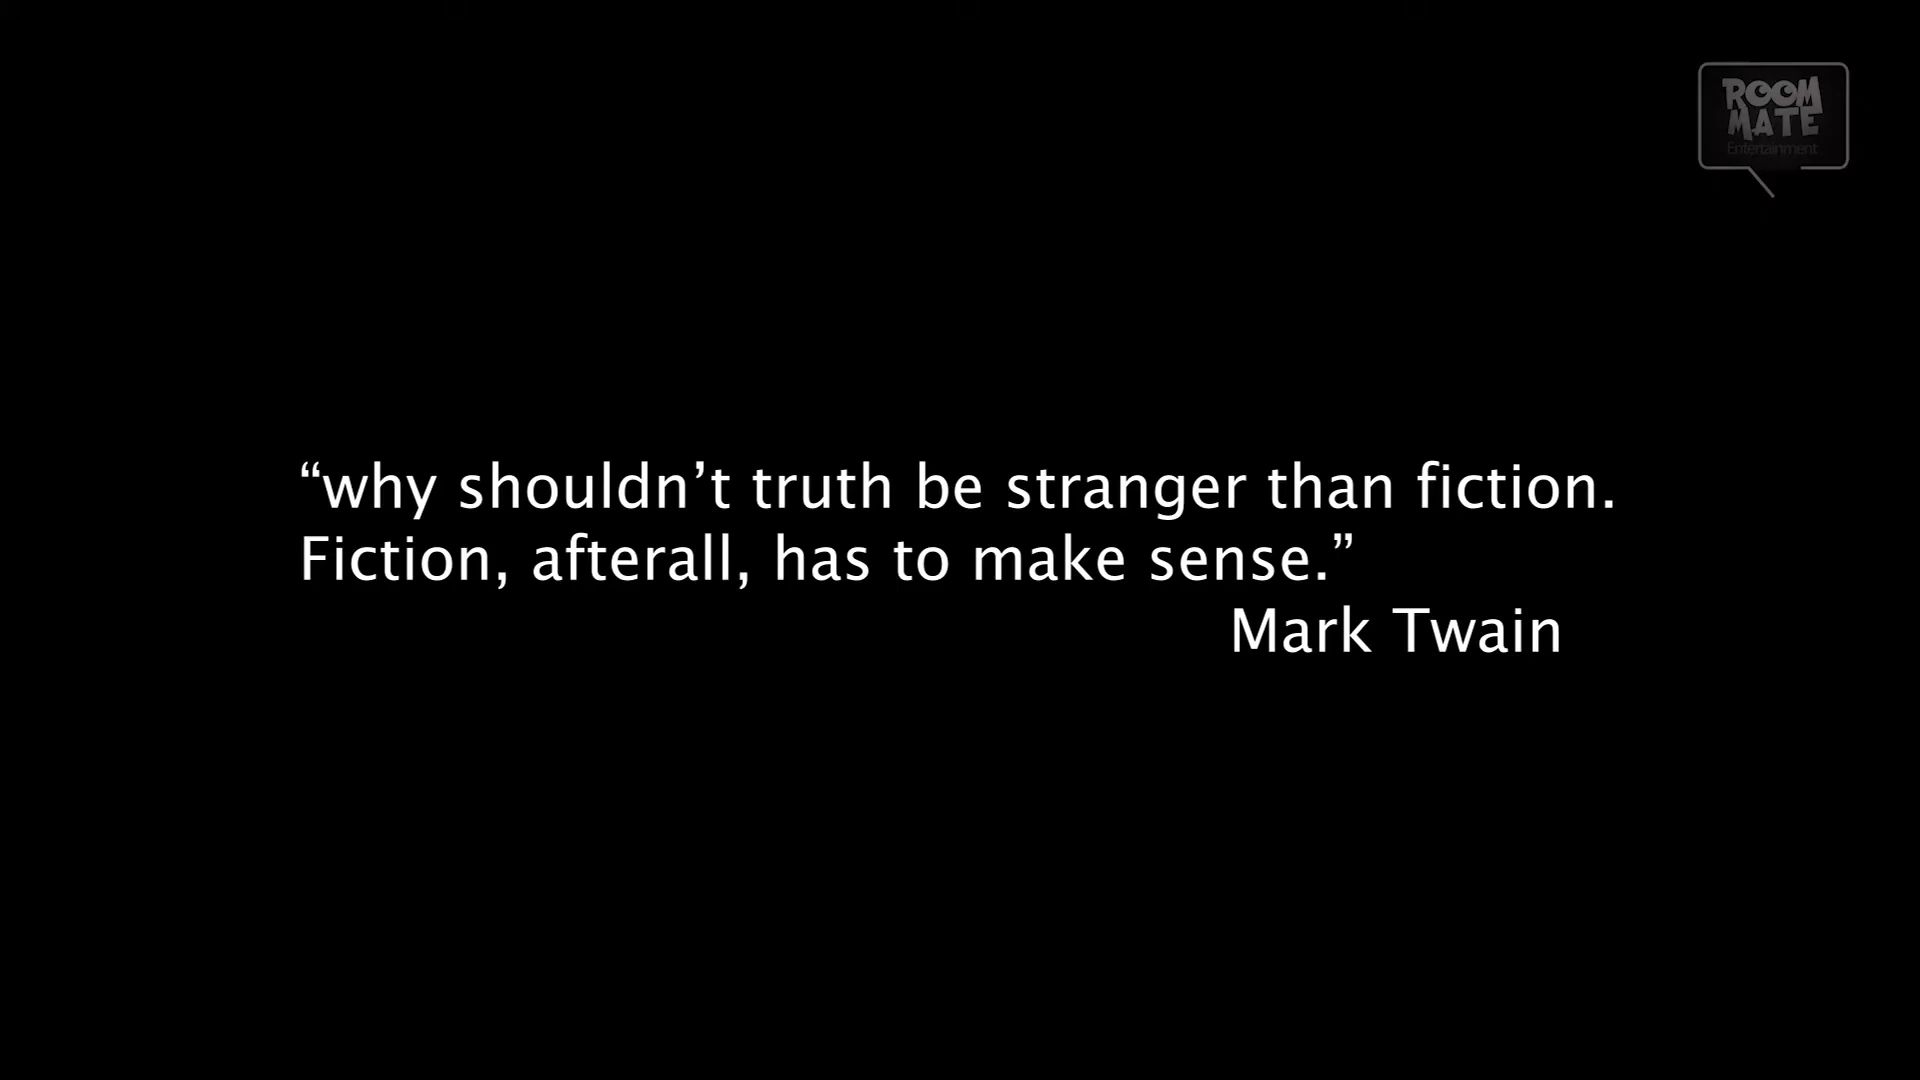 ROOM
MATE
Entertainment
“why shouldn’t truth be stranger than fiction.
Fiction, afterall, has to make sense.”
Mark Twain